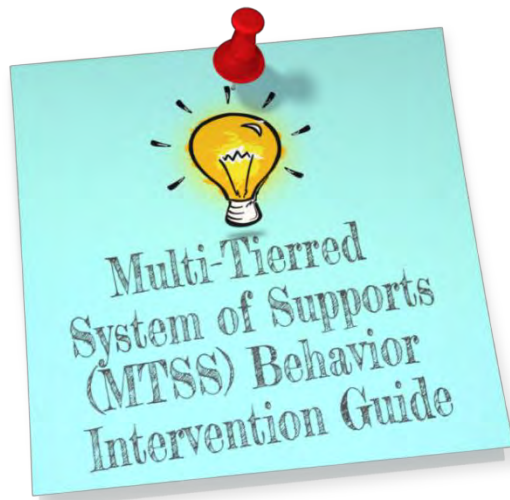 Multi-Tierred
System of Supports
(MTSS) Behavior
Intervention Guide